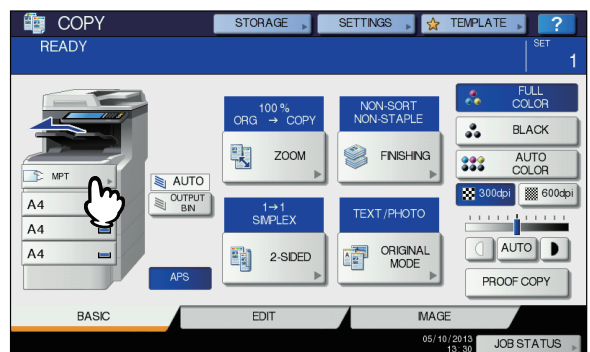 COPY
STORAGE
SETTINGS
TEMPLATE
?
READY
SET
1
100 %
ORG → COPY
ZOOM
NON-SORT
NON-STAPLE
FINISHING
FULL
COLOR
BLACK
AUTO
COLOR
300dpi
600dpi
MPT
A4
A4
A4
AUTO
OUTPUT
BIN
APS
1→1
SIMPLEX
2-SIDED
TEXT/PHOTO
ORIGINAL
MODE
AUTO
PROOF COPY
BASIC
EDIT
IMAGE
05/10/2013
13:30
JOB STATUS